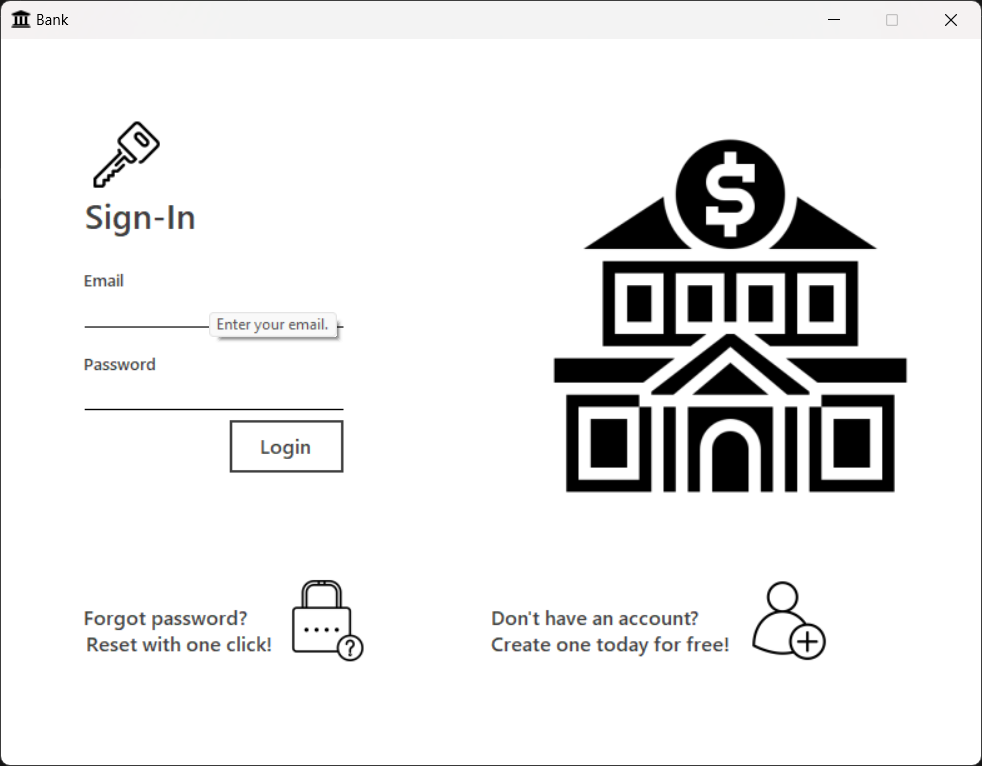 Bank
Sign-In
Email
Enter your email.
Password
Login
$
Forgot password?
Reset with one click!
Don't have an account?
Create one today for free!